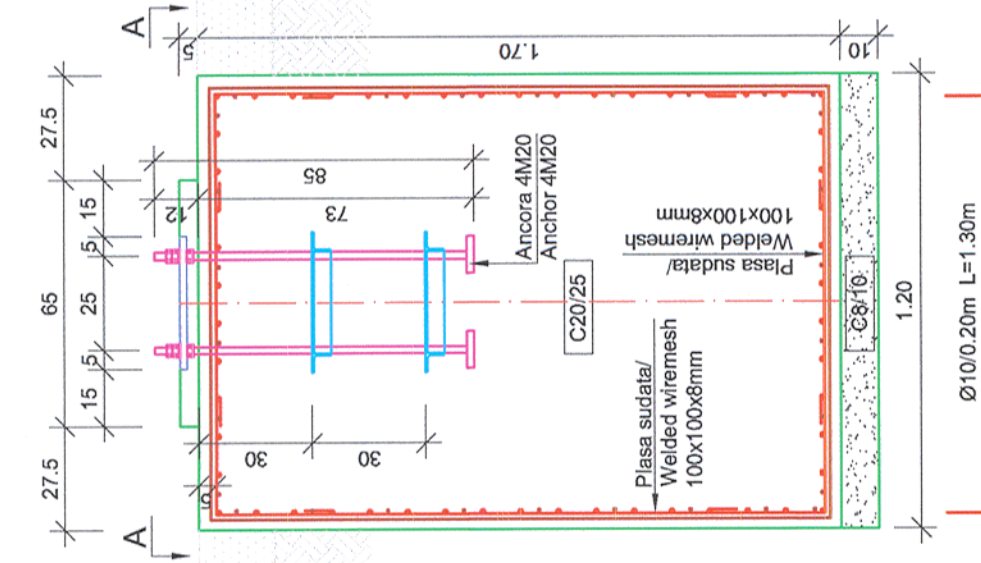 A
A
5
1.70
10
27.5
65
27.5
15
5
25
5
15
12
85
73
30
30
5
Ancora 4M20
Anchor 4M20
C20/25
Plasa sudata/
Welded wiremesh
100x100x8mm
Plasa sudata/
Welded wiremesh
100x100x8mm
C8/10
1.20
Ø10/0.20m L=1.30m